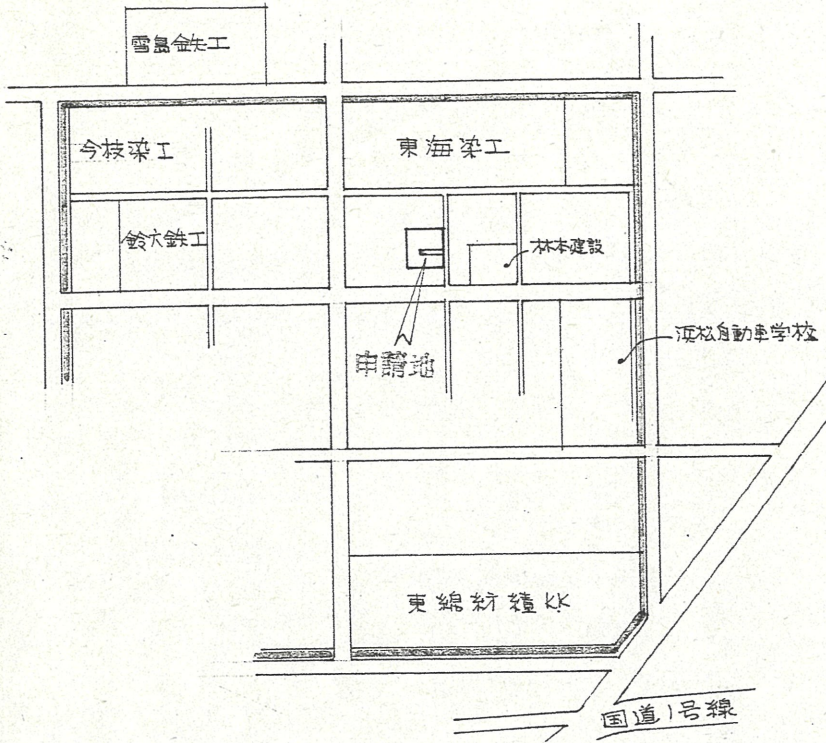 雪島鉄工
今枝染工
東海染工
鈴六鉄工
林本建設
浜松自動車学校
申請地
東綿紡績KK
国道1号線